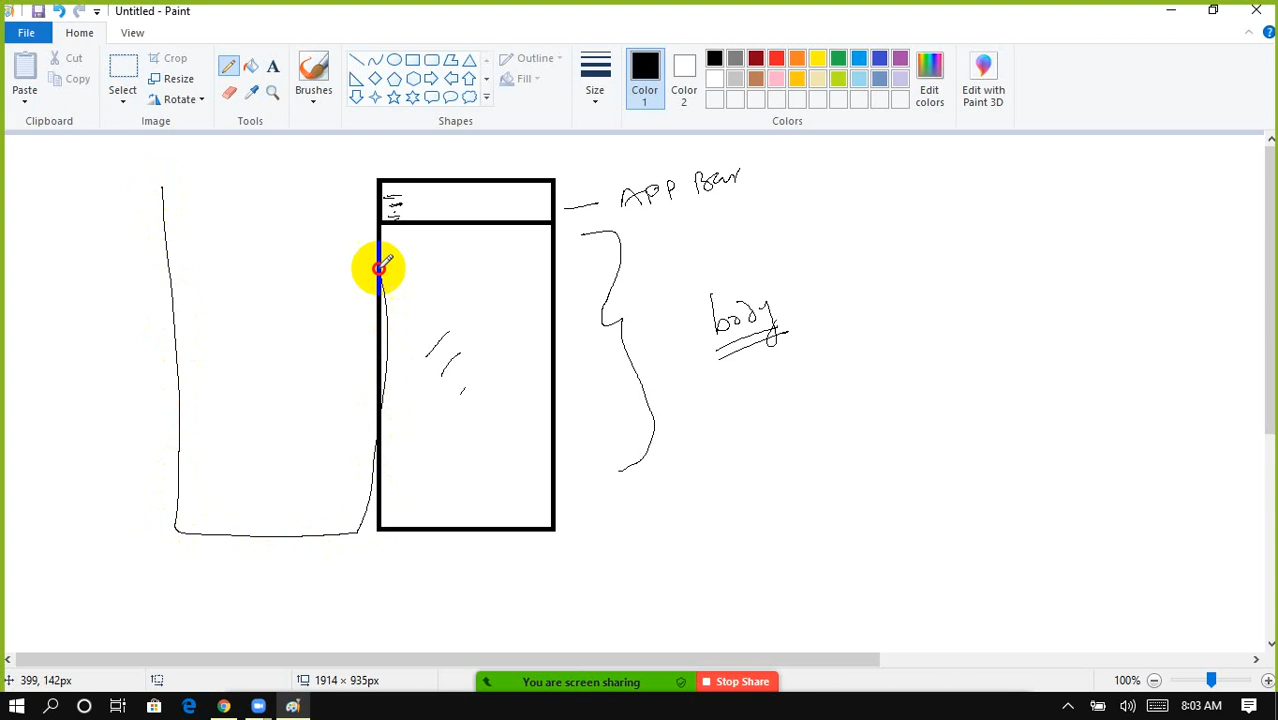 Untitled - Paint
File
Home
View
Paste
Cut
Copy
Clipboard
Select
Crop
Resize
Rotate
Image
Tools
Brushes
Shapes
Outline
Fill
Size
Color 1
Color 2
Edit colors
Colors
Edit with Paint 3D
APP Bar
body
399, 142px
1914 × 935px
You are screen sharing
Stop Share
100%
8:03 AM